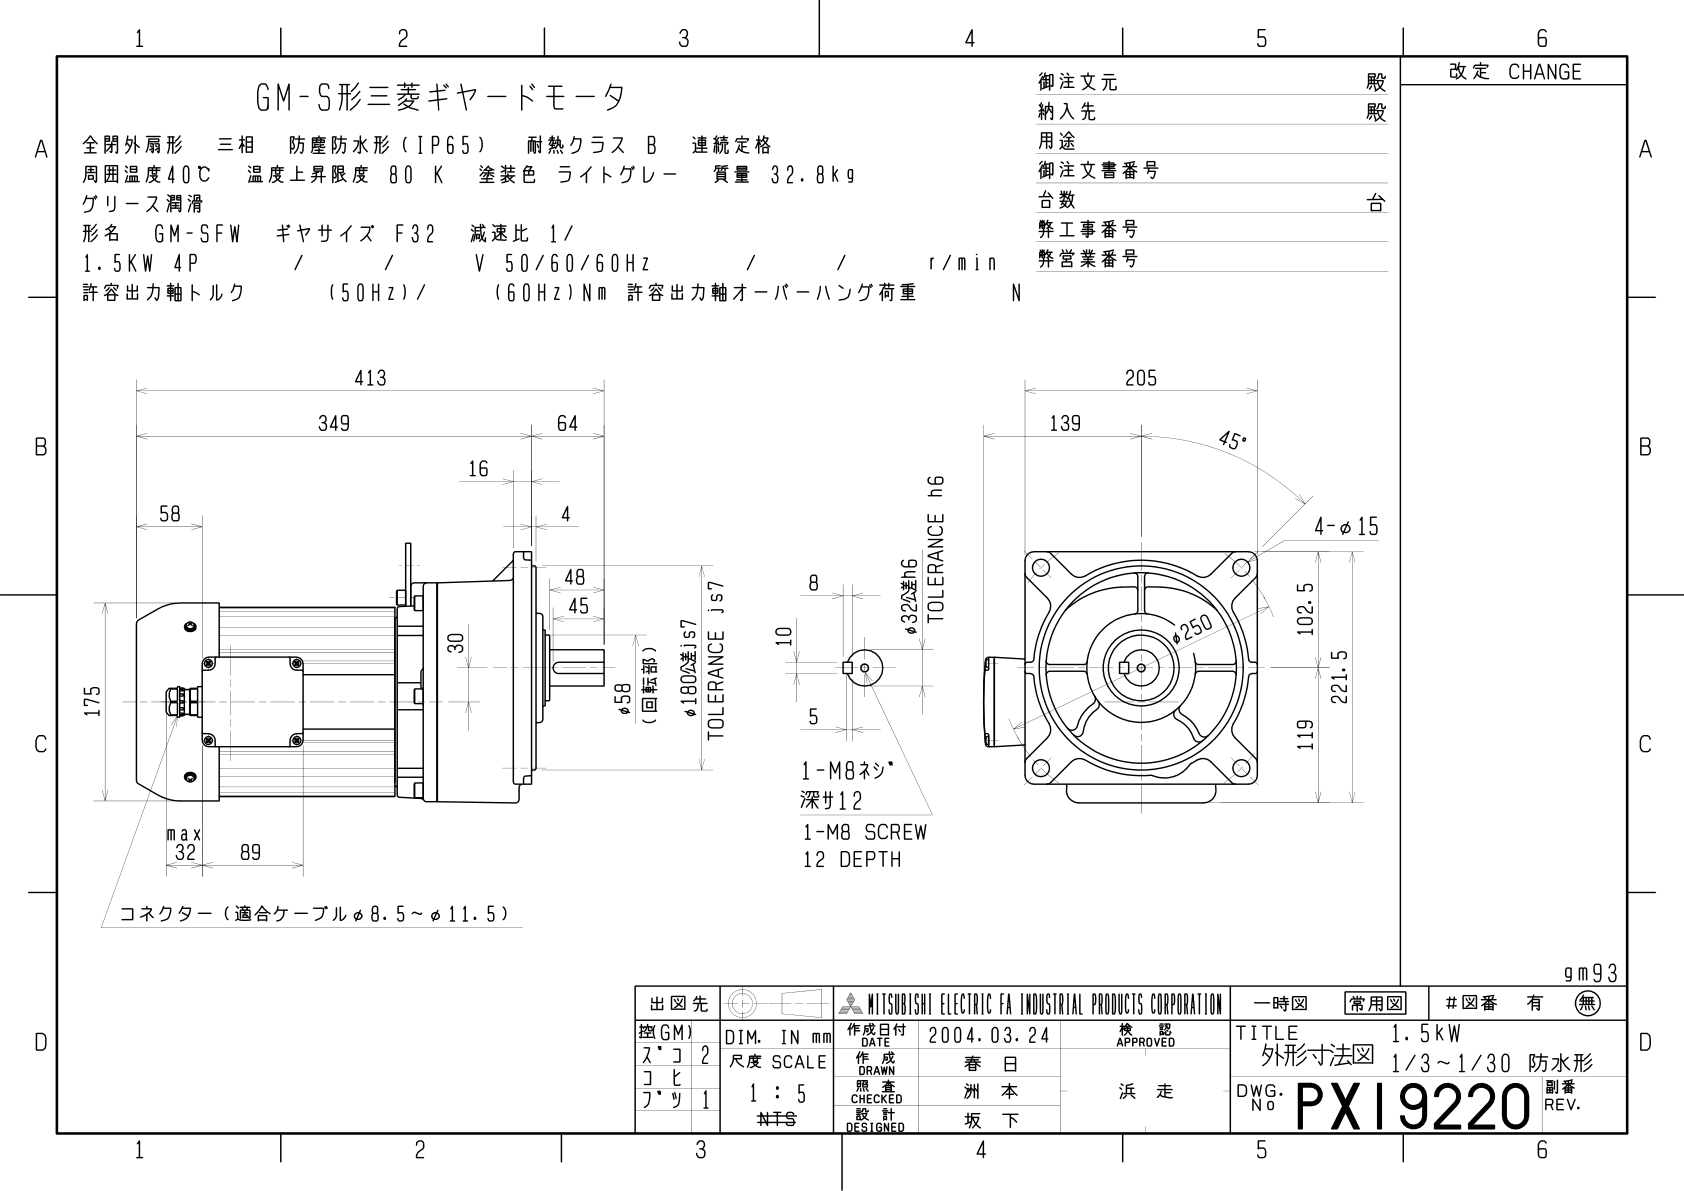 1 2 3 4 5 6
改定 CHANGE
GM-S形三菱ギヤードモータ
全閉外扇形 三相 防塵防水形(IP65) 耐熱クラス B 連続定格
周囲温度40℃ 温度上昇限度 80 K 塗装色 ライトグレー 質量 32.8kg
グリース潤滑
形名 GM-SFW ギヤサイズ F32 減速比 1/
1.5KW 4P / / V 50/60/60Hz / / r/min
許容出力軸トルク (50Hz)/ (60Hz)Nm 許容出力軸オーバーハング荷重 N
御注文元 殿
納入先 殿
用途
御注文書番号
台数 台
弊工事番号
弊営業番号
A A
B B
C C
D D
413
349 64
16
58
4
48
45
30
175
φ58
(回転部)
φ180公差js7
TOLERANCE js7
max
32 89
コネクター(適合ケーブルφ8.5~φ11.5)
8
10
5
φ32公差h6
TOLERANCE h6
1-M8ネジ
深サ12
1-M8 SCREW
12 DEPTH
205
139
45°
4-φ15
φ250
102.5
221.5
119
gm93
出図先
控(GM)
ズコ 2
コヒ
ブツ 1
MITSUBISHI ELECTRIC FA INDUSTRIAL PRODUCTS CORPORATION
DIM. IN mm
尺度 SCALE
1 : 5
NTS
作成日付
DATE
2004.03.24
作成
DRAWN
春日
照査
CHECKED
洲本
設計
DESIGNED
坂下
検認
APPROVED
浜走
一時図 常用図 #図番 有 無
TITLE 1.5kW
外形寸法図 1/3~1/30 防水形
DWG.
No
PX19220
副番
REV.
1 2 3 4 5 6